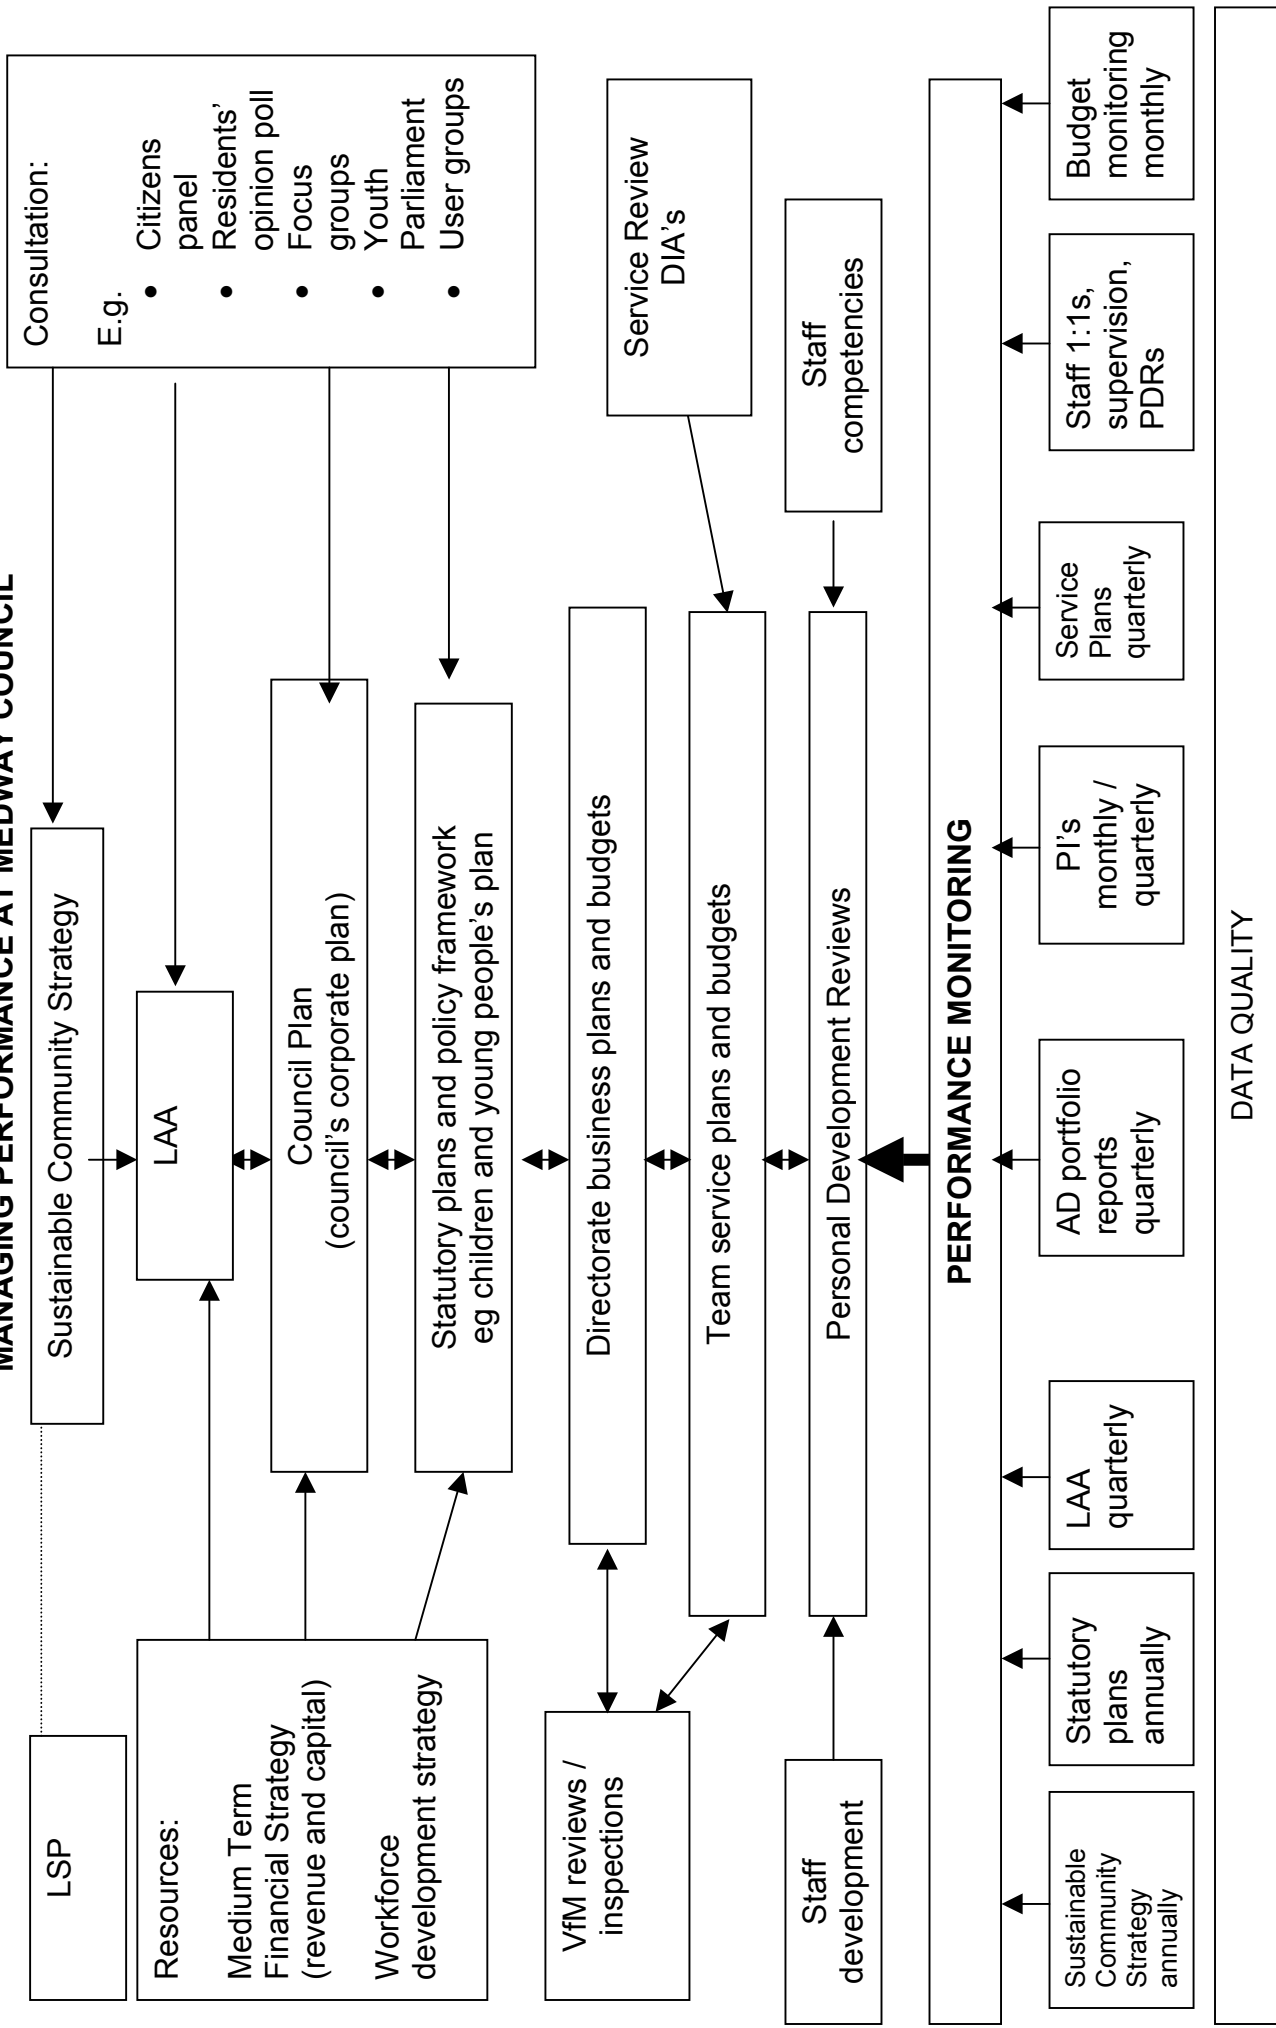 MANAGING PERFORMANCE AT MEDWAY COUNCIL
LSP
Sustainable Community Strategy
Consultation:
E.g.
• Citizens
panel
• Residents’
opinion poll
• Focus
groups
• Youth
Parliament
• User groups
Resources:
Medium Term
Financial Strategy
(revenue and capital)
Workforce
development strategy
LAA
Council Plan
(council’s corporate plan)
Statutory plans and policy framework
eg children and young people’s plan
VfM reviews /
inspections
Directorate business plans and budgets
Service Review
DIA’s
Team service plans and budgets
Staff
development
Personal Development Reviews
Staff
competencies
PERFORMANCE MONITORING
Sustainable
Community
Strategy
annually
Statutory
plans
annually
LAA
quarterly
AD portfolio
reports
quarterly
PI’s
monthly /
quarterly
Service
Plans
quarterly
Staff 1:1s,
supervision,
PDRs
Budget
monitoring
monthly
DATA QUALITY